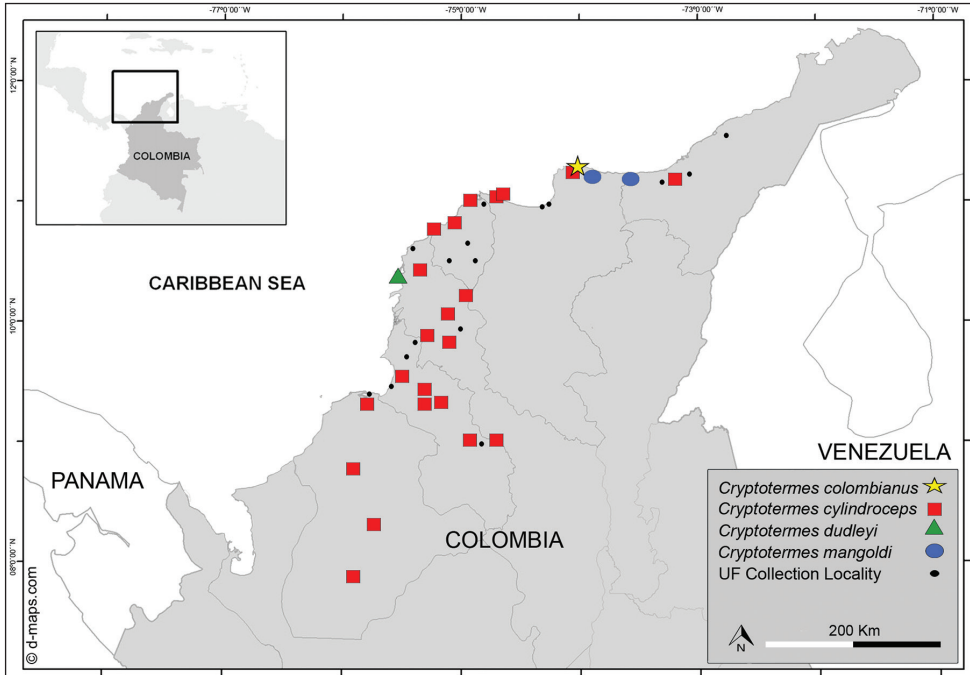 -77°0'00"W -75°0'00"W -73°0'00"W -71°0'00"W
12°0'00"N
COLOMBIA
CARIBBEAN SEA
10°0'00"N
VENEZUELA
PANAMA
Cryptotermes colombianus
Cryptotermes cylindroceps
COLOMBIA
Cryptotermes dudleyi
Cryptotermes mangoldi
08°0'00"N
UF Collection Locality
200 Km
N
© d-maps.com